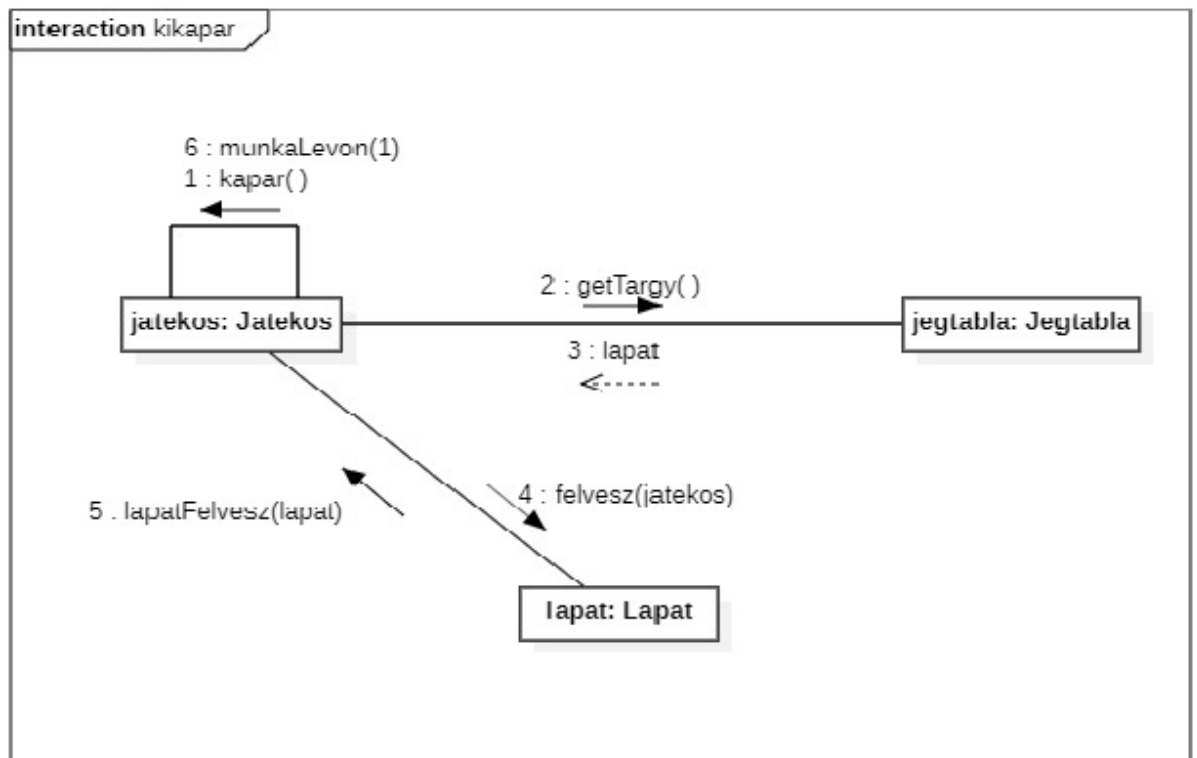 interaction kikapar
6 : munkaLevon(1)
1 : kapar( )
2 : getTargy( )
jatekos: Jatekos
jegtabla: Jegtabla
3 : lapat
4 : felvesz(jatekos)
5 : lapatFelvesz(lapat)
lapat: Lapat